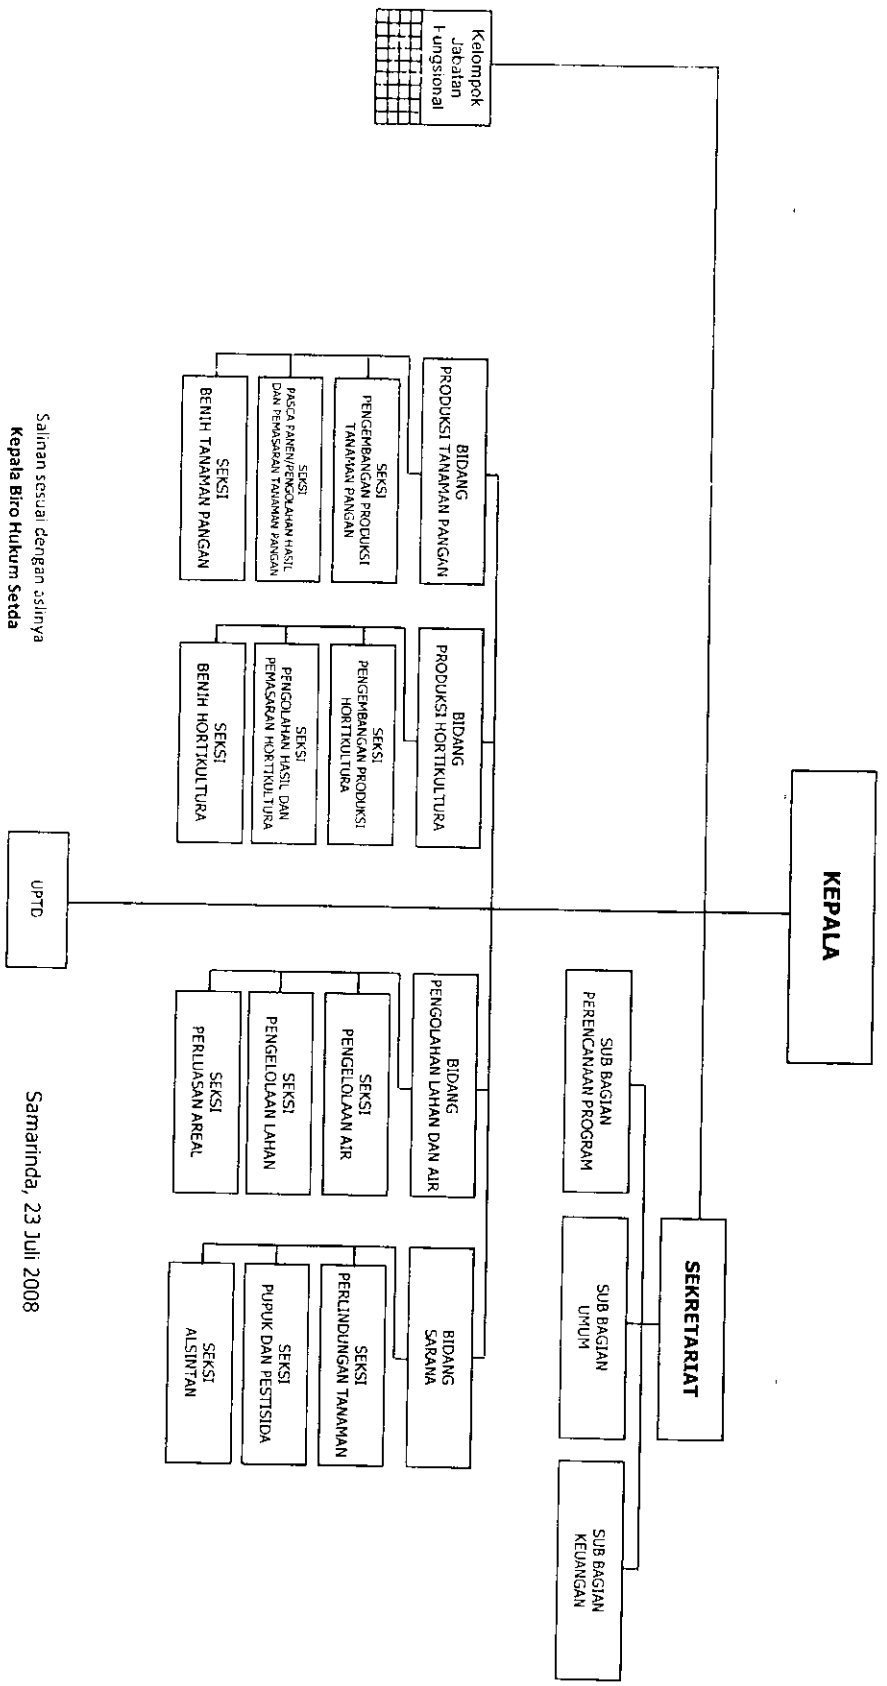 KEPALA
Kelompok
Jabatan
Fungsional
SEKRETARIAT
SUB BAGIAN
PERENCANAAN PROGRAM
SUB BAGIAN
UMUM
SUB BAGIAN
KEUANGAN
BIDANG
PRODUKSI TANAMAN PANGAN
SEKSI
PENGEMBANGAN PRODUKSI
TANAMAN PANGAN
SEKSI
PASCA PANEN/PENGOLAHAN HASIL
DAN PEMASARAN TANAMAN PANGAN
SEKSI
BENIH TANAMAN PANGAN
BIDANG
PRODUKSI HORTIKULTURA
SEKSI
PENGEMBANGAN PRODUKSI
HORTIKULTURA
SEKSI
PENGOLAHAN HASIL DAN
PEMASARAN HORTIKULTURA
SEKSI
BENIH HORTIKULTURA
BIDANG
PENGOLAHAN LAHAN DAN AIR
SEKSI
PENGELOLAAN AIR
SEKSI
PENGELOLAAN LAHAN
SEKSI
PERLUASAN AREAL
BIDANG
SARANA
SEKSI
PERLINDUNGAN TANAMAN
SEKSI
PUPUK DAN PESTISIDA
SEKSI
ALSINTAN
UPTD
Salinan sesuai dengan aslinya
Kepala Biro Hukum Setda
Samarinda, 23 Juli 2008